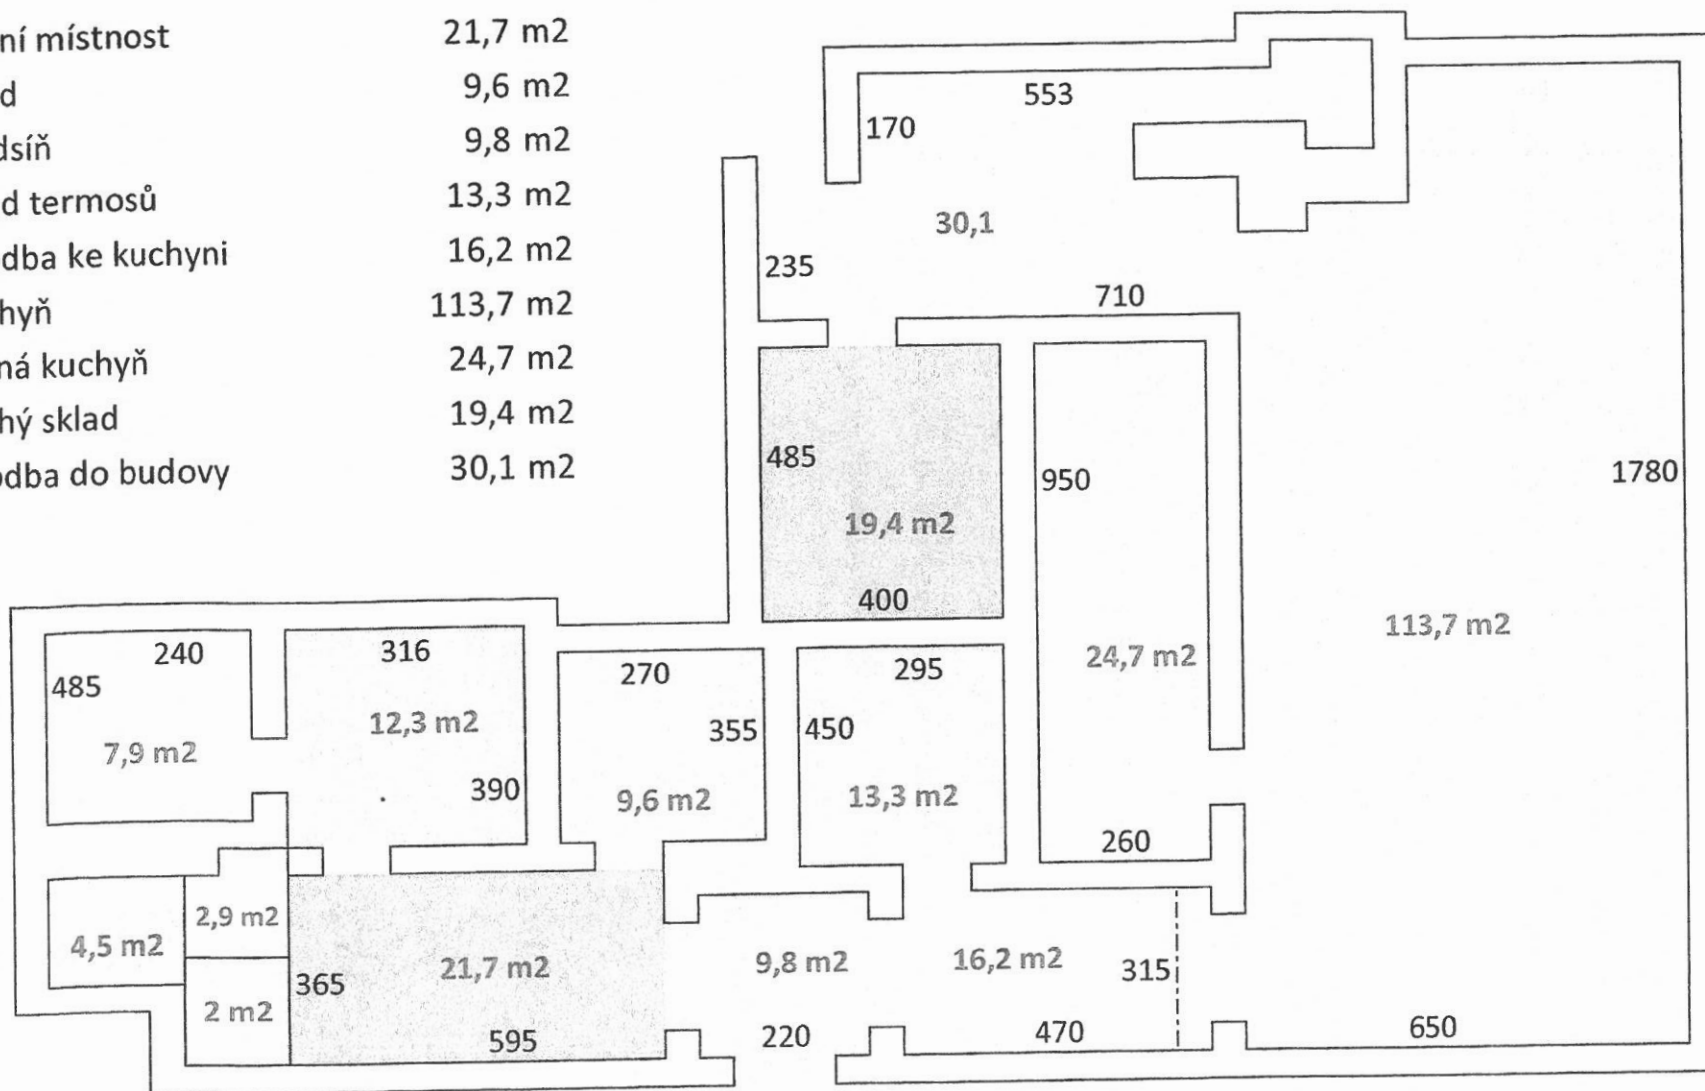 ní místnost 21,7 m2
d 9,6 m2
dsíň 9,8 m2
d termosů 13,3 m2
dba ke kuchyni 16,2 m2
hyň 113,7 m2
ná kuchyň 24,7 m2
hý sklad 19,4 m2
odba do budovy 30,1 m2
553
170
30,1
235
710
485
950
1780
19,4 m2
400
113,7 m2
240
316
270
295
24,7 m2
485
12,3 m2
355
450
7,9 m2
390
9,6 m2
13,3 m2
260
2,9 m2
4,5 m2
21,7 m2
9,8 m2
16,2 m2
315
365
2 m2
595
220
470
650